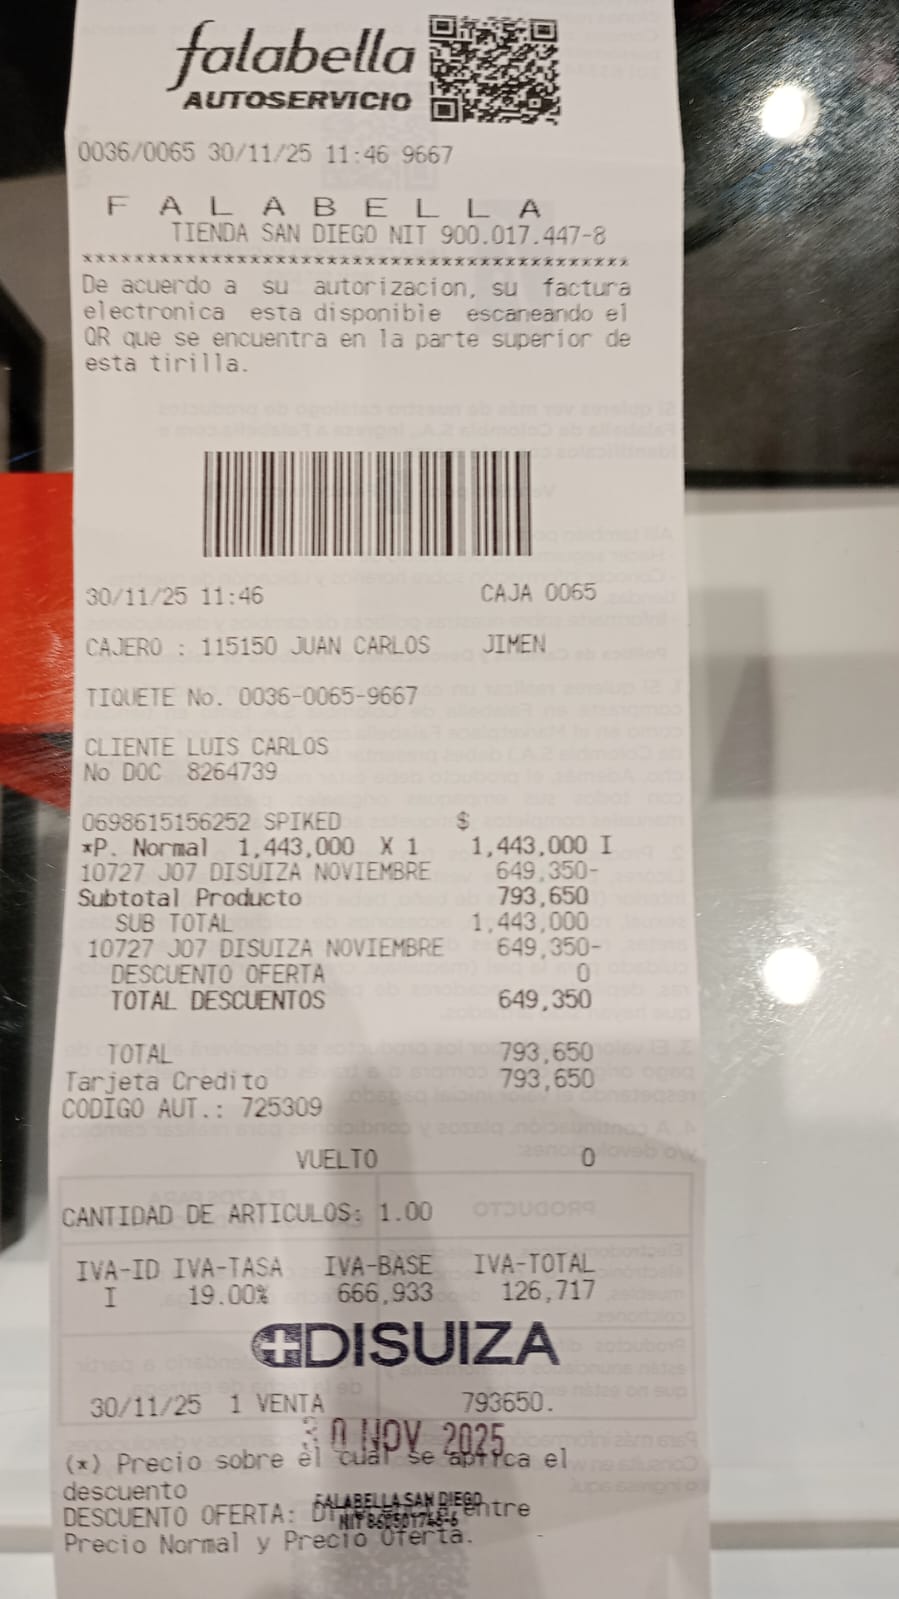 falabella
AUTOSERVICIO
0036/0065 30/11/25 11:46 9667
F A L A B E L L A
TIENDA SAN DIEGO NIT 900.017.447-8
*******************************************
De acuerdo a su autorizacion, su factura
electronica esta disponible escaneando el
QR que se encuentra en la parte superior de
esta tirilla.
30/11/25 11:46 CAJA 0065
CAJERO : 115150 JUAN CARLOS JIMEN
TIQUETE No. 0036-0065-9667
CLIENTE LUIS CARLOS
No DOC 8264739
0698615156252 SPIKED $
*P. Normal 1,443,000 X 1 1,443,000 I
10727 J07 DISUIZA NOVIEMBRE 649,350-
Subtotal Producto 793,650
SUB TOTAL 1,443,000
10727 J07 DISUIZA NOVIEMBRE 649,350-
DESCUENTO OFERTA 0
TOTAL DESCUENTOS 649,350
TOTAL 793,650
Tarjeta Credito 793,650
CODIGO AUT.: 725309
VUELTO 0
CANTIDAD DE ARTICULOS: 1.00
IVA-ID IVA-TASA IVA-BASE IVA-TOTAL
I 19.00% 666,933 126,717
DISUIZA
30/11/25 1 VENTA 793650.
30 NOV 2025
(*) Precio sobre el cual se aplica el
descuento
FALABELLA SAN DIEGO
DESCUENTO OFERTA: entre
Precio Normal y Precio Oferta.